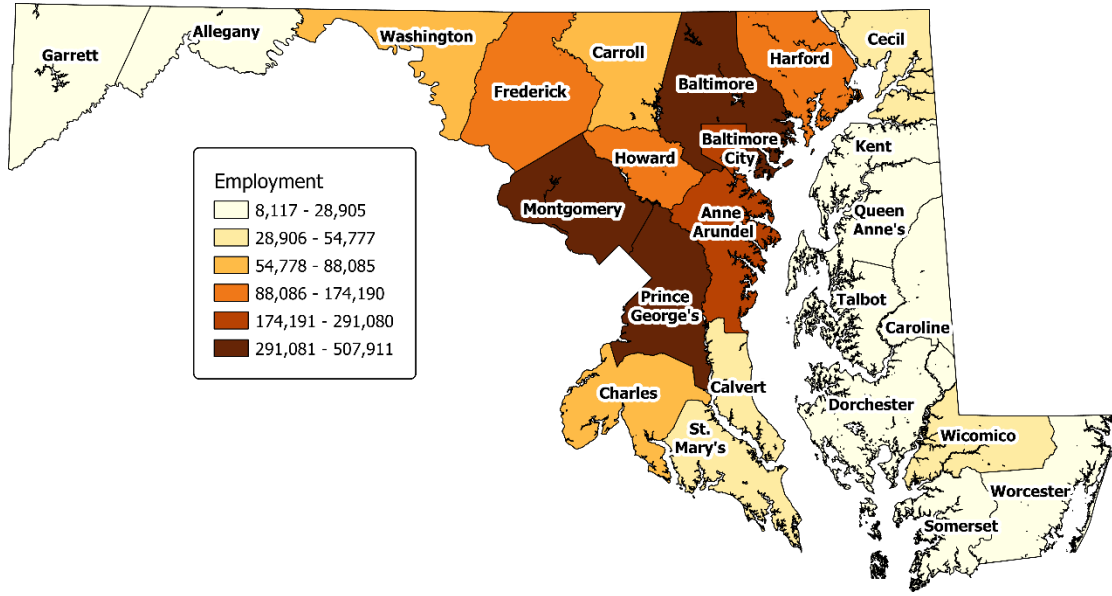 Garrett
Allegany
Washington
Frederick
Carroll
Baltimore
Harford
Cecil
Baltimore
City
Howard
Montgomery
Anne
Arundel
Prince
George's
Charles
Calvert
St.
Mary's
Kent
Queen
Anne's
Talbot
Caroline
Dorchester
Wicomico
Worcester
Somerset
Employment
8,117 - 28,905
28,906 - 54,777
54,778 - 88,085
88,086 - 174,190
174,191 - 291,080
291,081 - 507,911